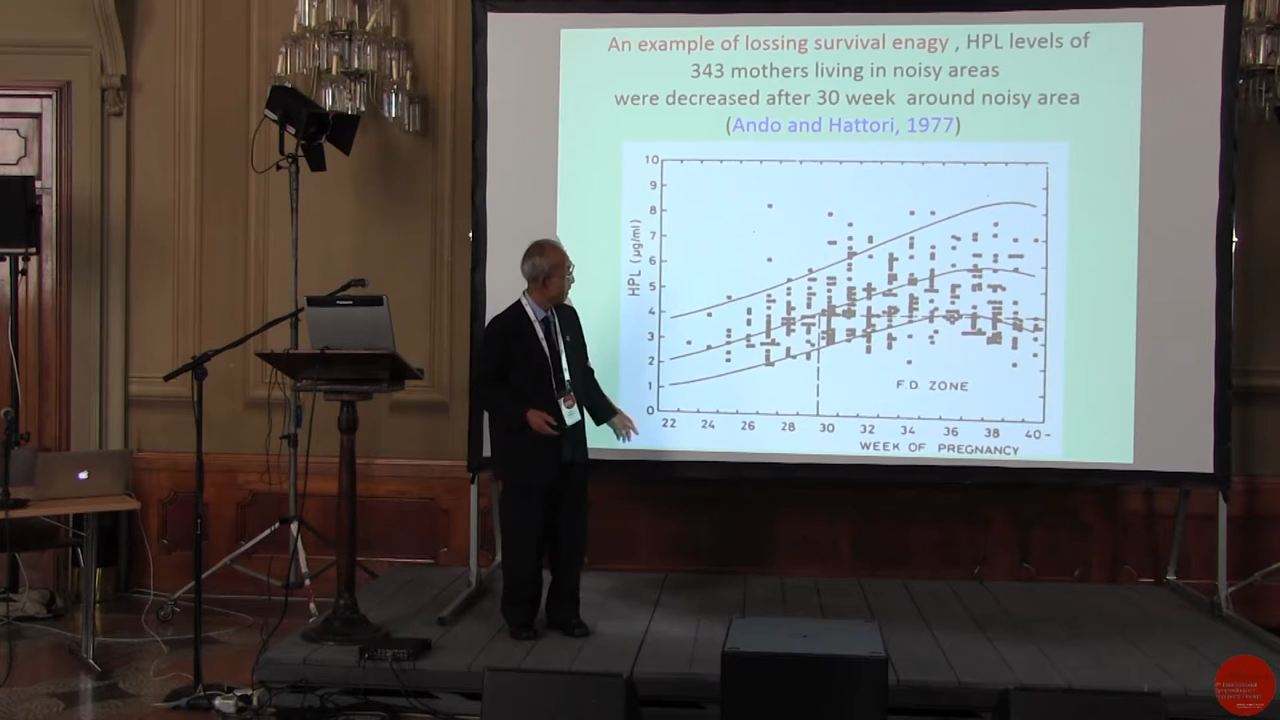 An example of lossing survival enagy , HPL levels of
343 mothers living in noisy areas
were decreased after 30 week around noisy area
(Ando and Hattori, 1977)
10
9
8
7
6
5
4
3
2
1
0
HPL (µg/ml)
F.D ZONE
22 24 26 28 30 32 34 36 38 40-
WEEK OF PREGNANCY